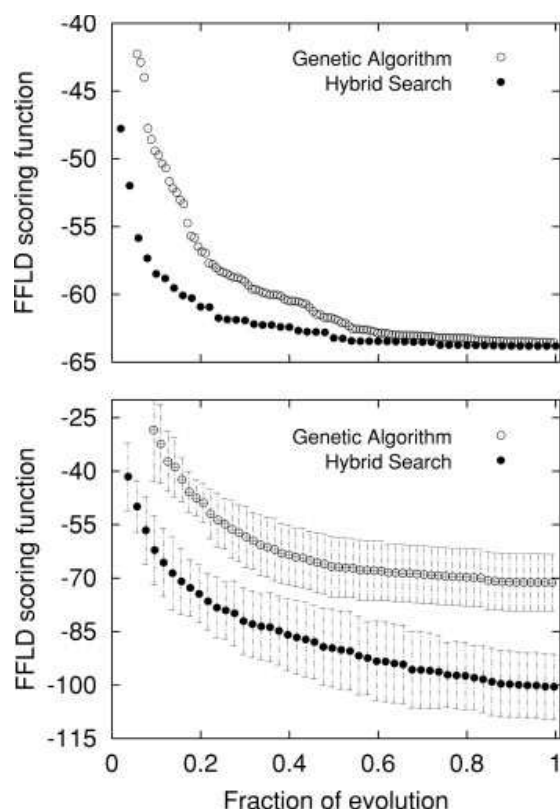 -40
Genetic Algorithm
Hybrid Search
-45
-50
-55
-60
-65
FFLD scoring function
-25
Genetic Algorithm
Hybrid Search
-40
-55
-70
-85
-100
-115
FFLD scoring function
0 0.2 0.4 0.6 0.8 1
Fraction of evolution